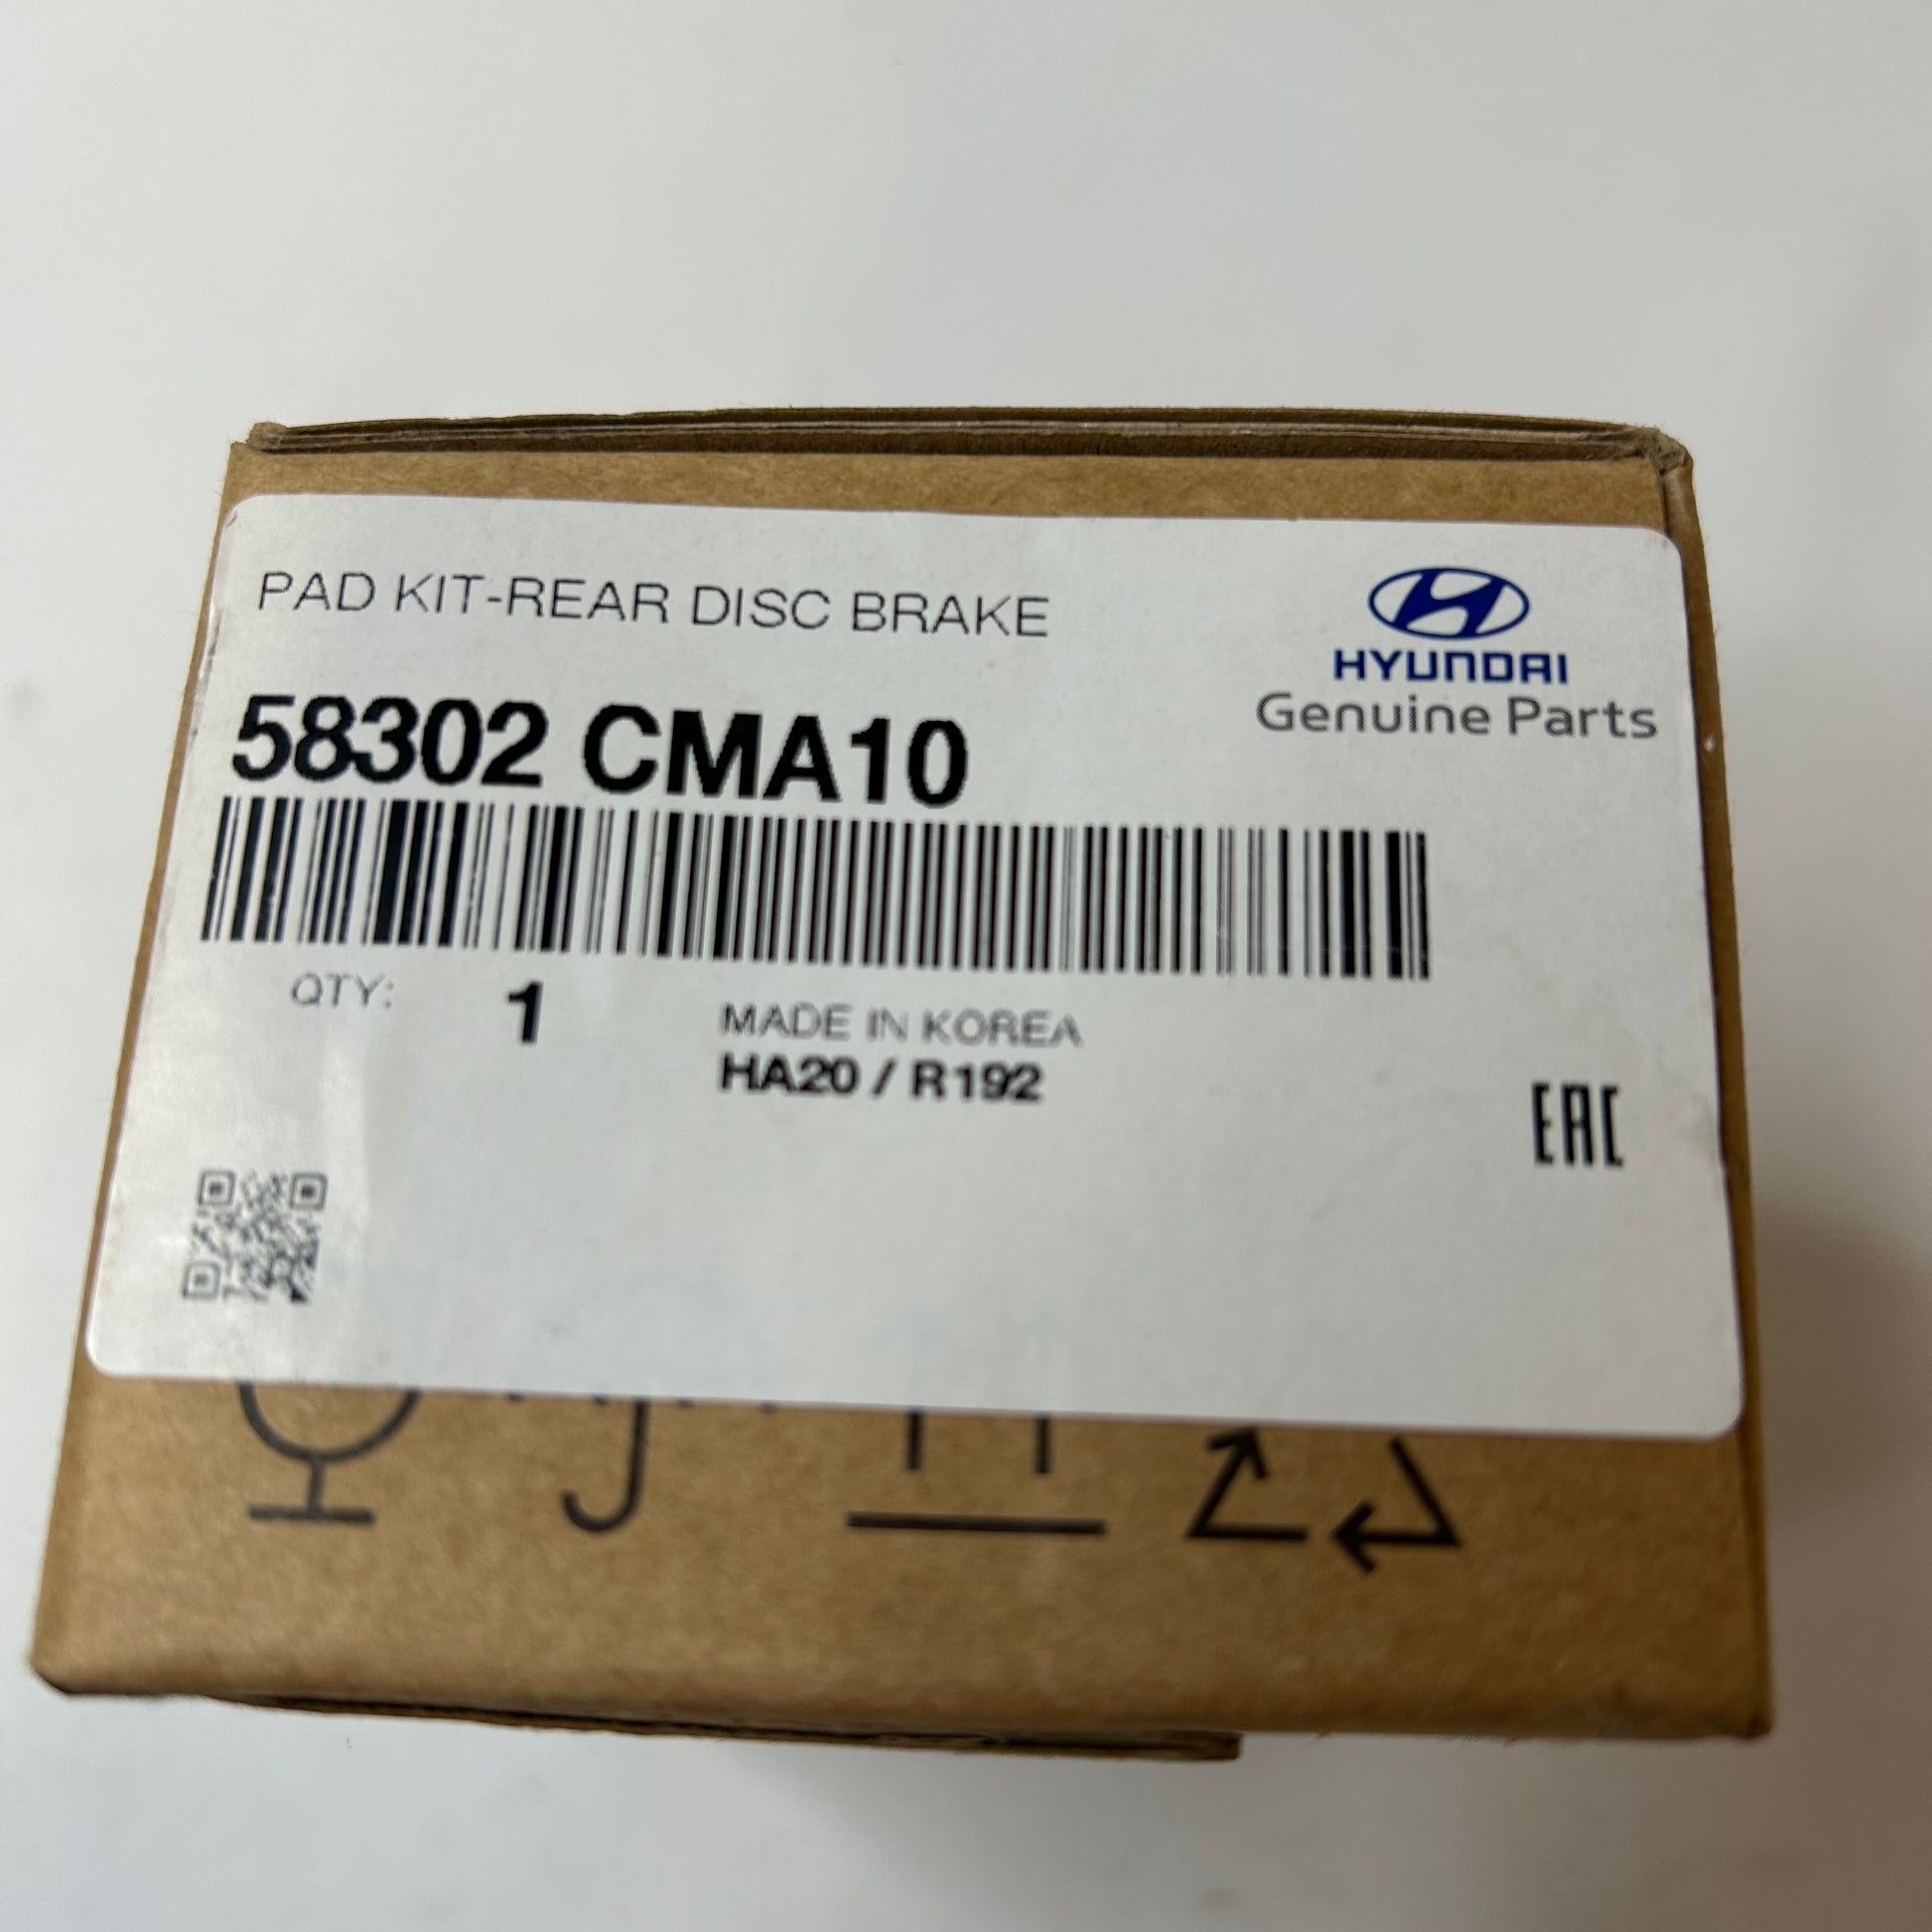 PAD KIT-REAR DISC BRAKE
HYUNDAI
Genuine Parts
58302 CMA10
QTY: 1
MADE IN KOREA
HA20 / R192
EAC